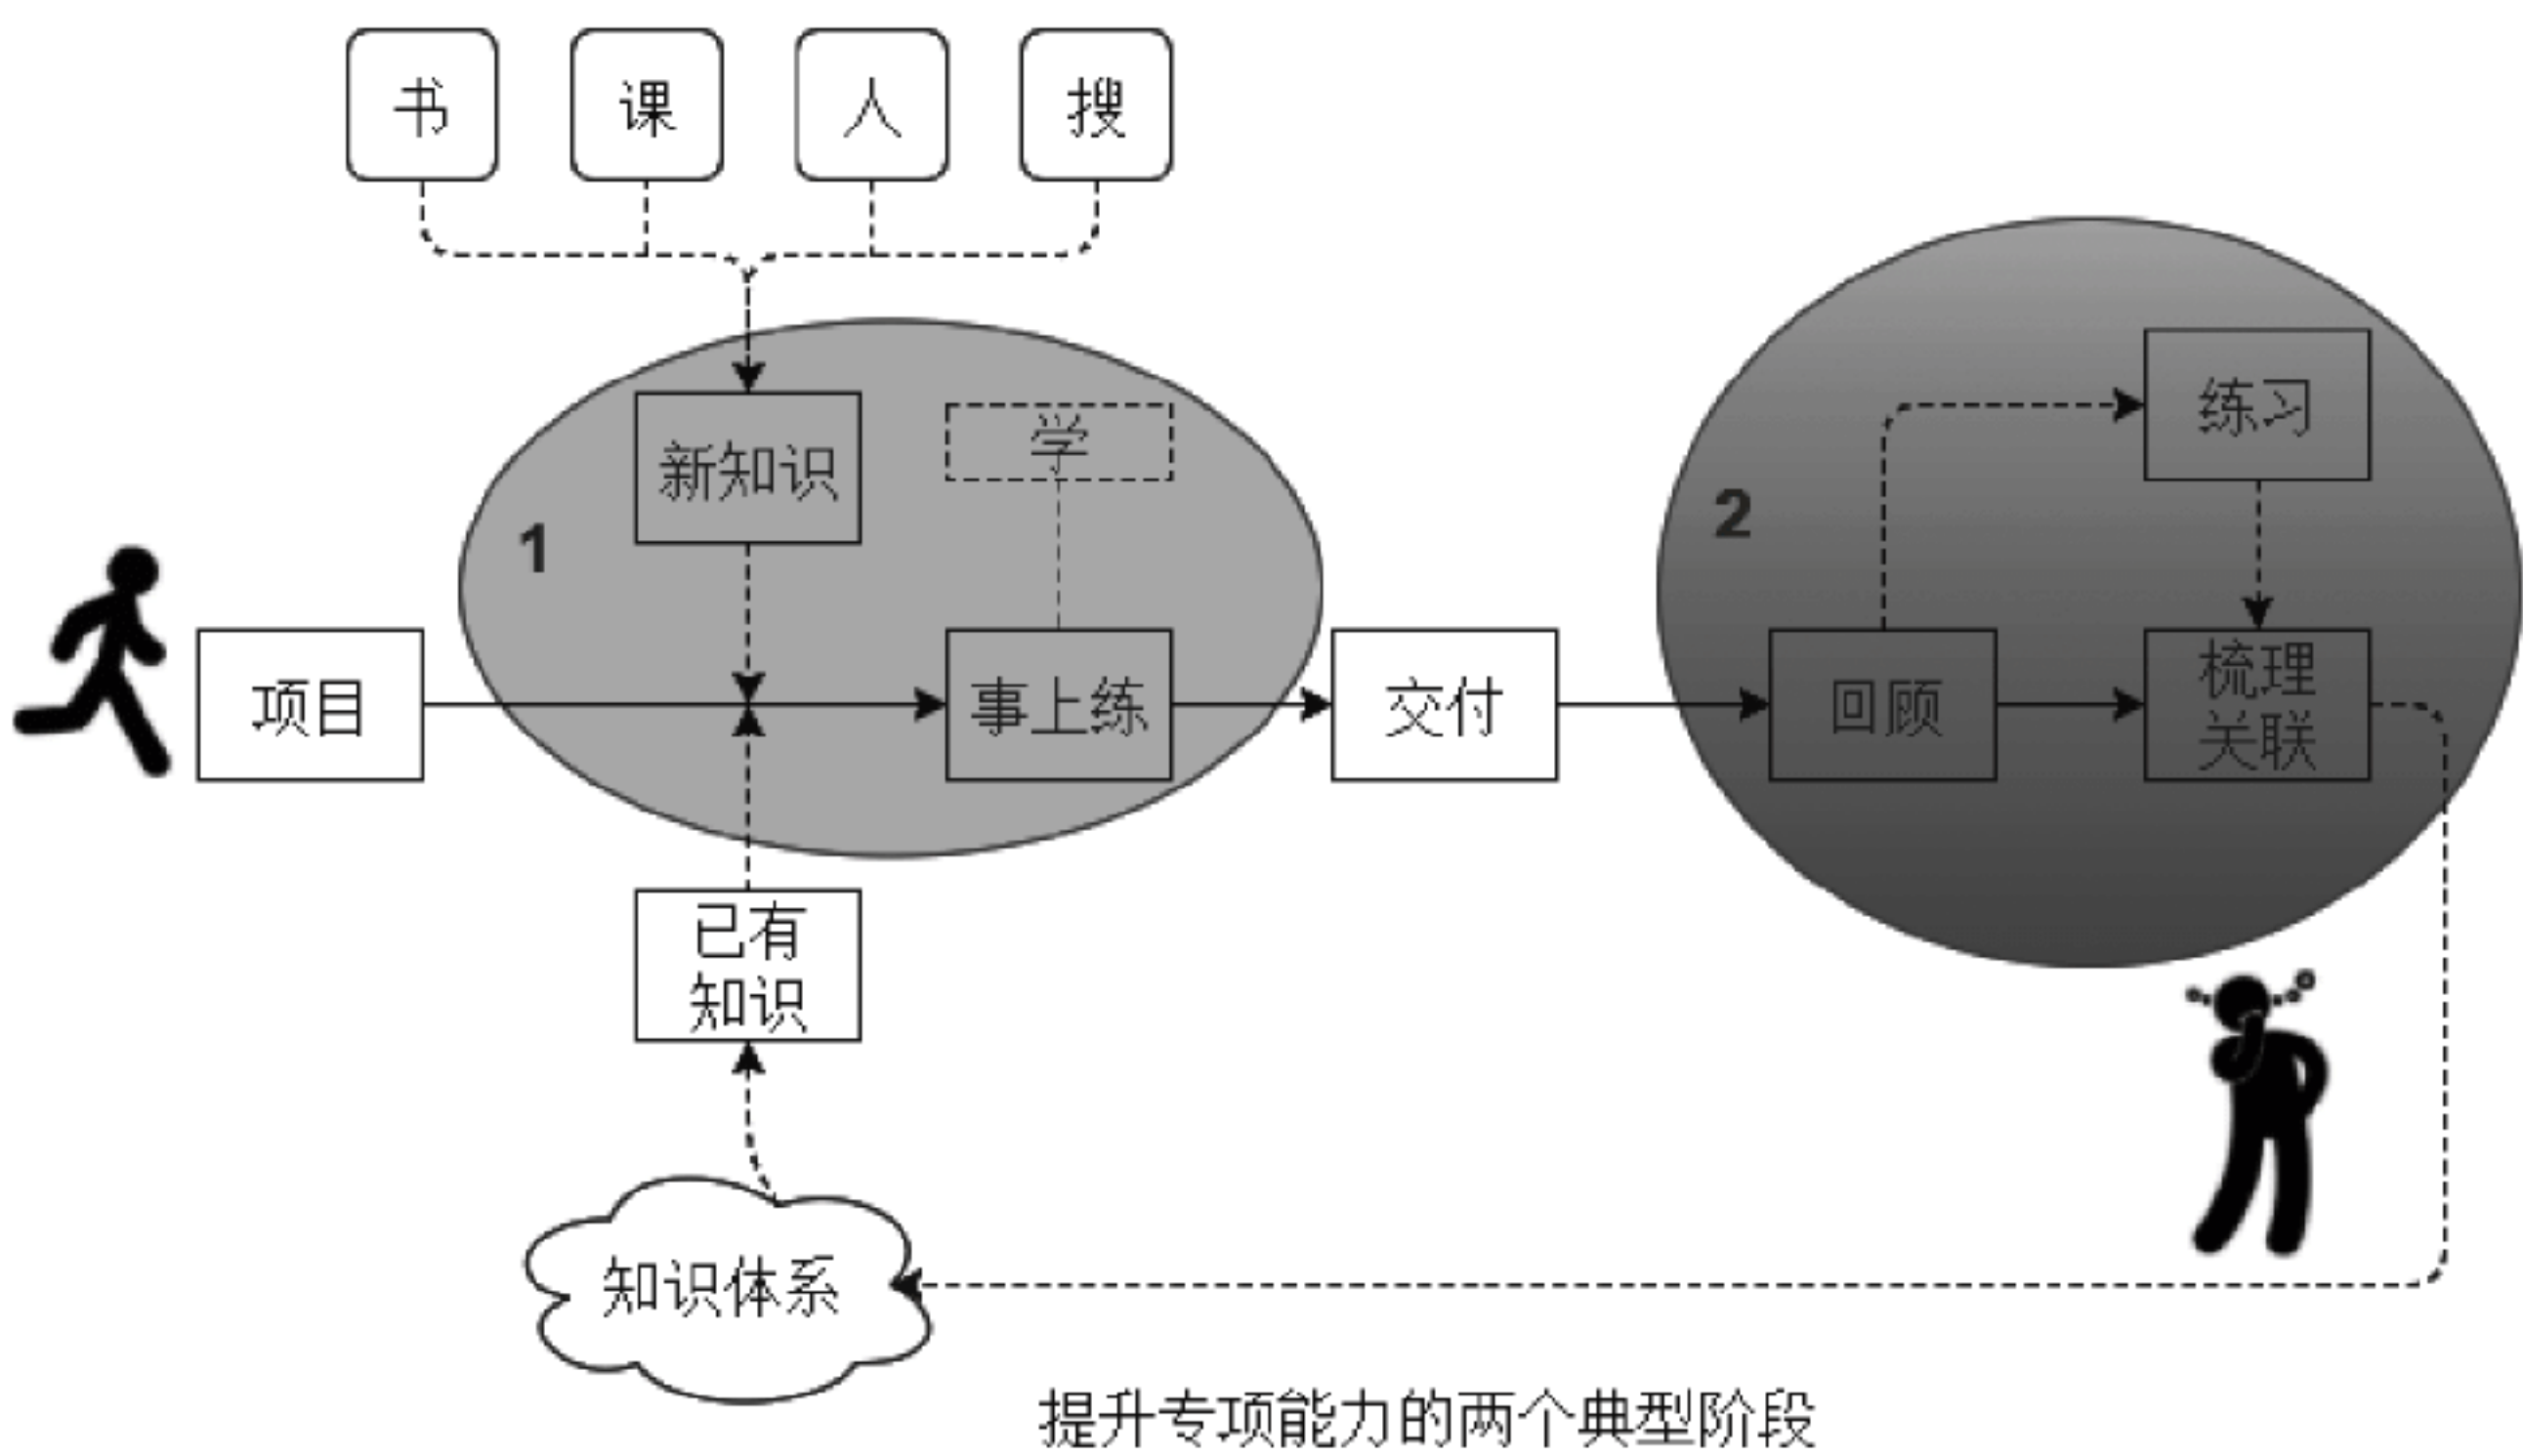 书
课
人
搜
新知识
学
1
2
练习
项目
事上练
交付
回顾
梳理
关联
已有
知识
知识体系
提升专项能力的两个典型阶段